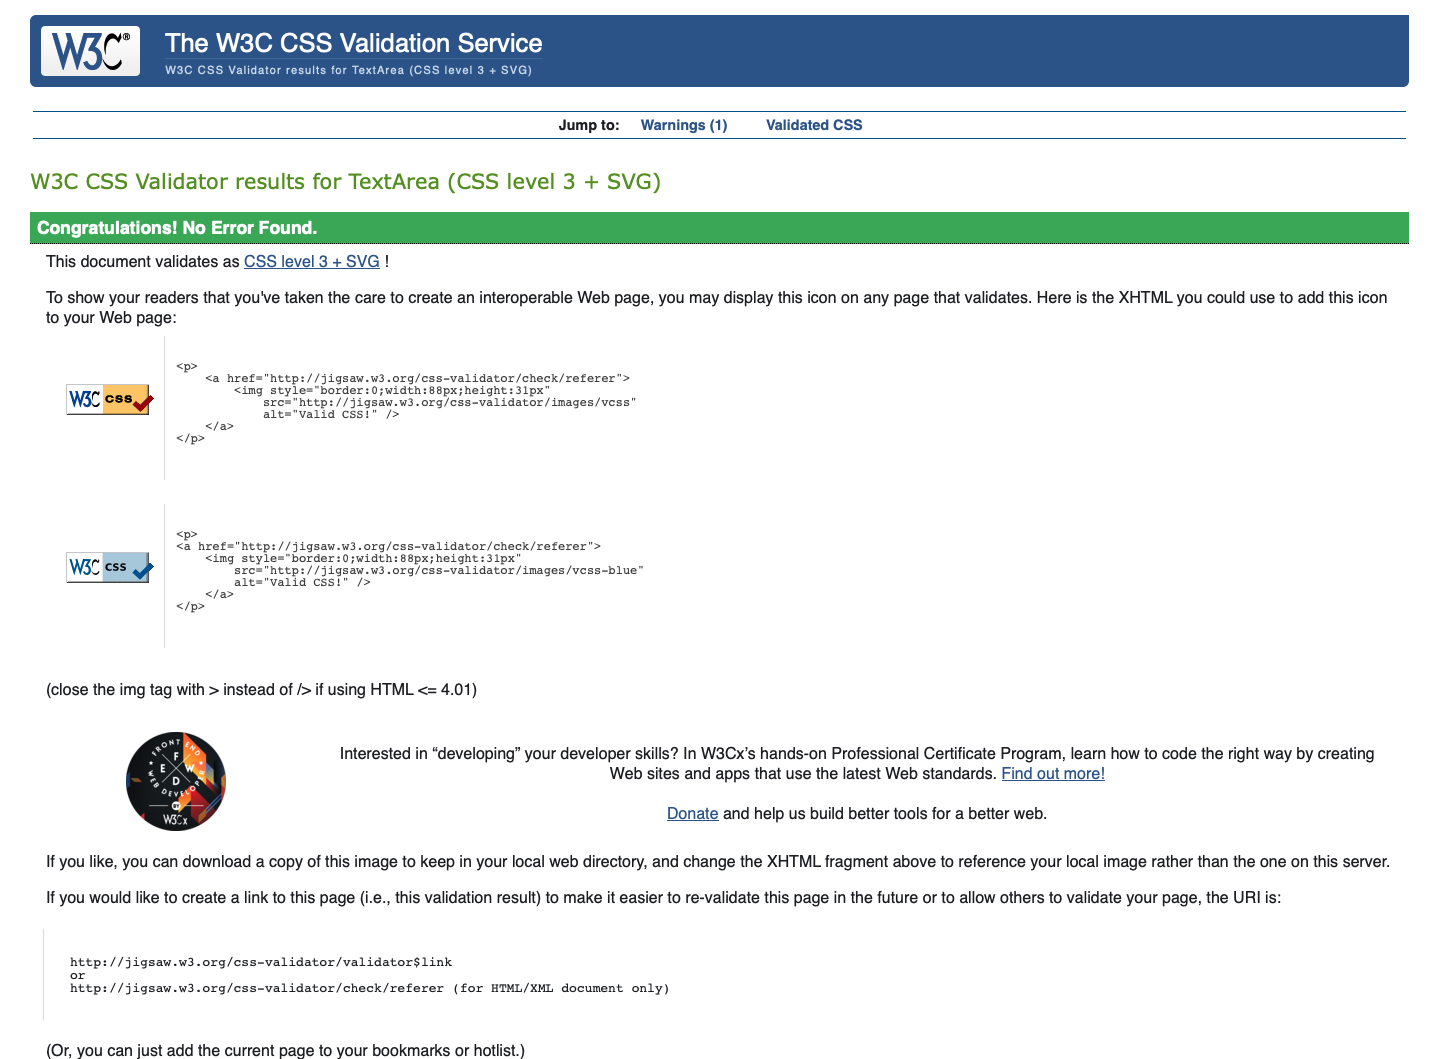 W3C®
The W3C CSS Validation Service
W3C CSS Validator results for TextArea (CSS level 3 + SVG)
Jump to: Warnings (1) Validated CSS
W3C CSS Validator results for TextArea (CSS level 3 + SVG)
Congratulations! No Error Found.
This document validates as CSS level 3 + SVG !
To show your readers that you've taken the care to create an interoperable Web page, you may display this icon on any page that validates. Here is the XHTML you could use to add this icon
to your Web page:
W3C css
<p>
<a href="http://jigsaw.w3.org/css-validator/check/referer">
<img style="border:0;width:88px;height:31px"
src="http://jigsaw.w3.org/css-validator/images/vcss"
alt="Valid CSS!" />
</a>
</p>
W3C css
<p>
<a href="http://jigsaw.w3.org/css-validator/check/referer">
<img style="border:0;width:88px;height:31px"
src="http://jigsaw.w3.org/css-validator/images/vcss-blue"
alt="Valid CSS!" />
</a>
</p>
(close the img tag with > instead of /> if using HTML <= 4.01)
FRONT END
WEB DEVELOPER
F E W D
BY
W3Cx
Interested in “developing” your developer skills? In W3Cx’s hands-on Professional Certificate Program, learn how to code the right way by creating
Web sites and apps that use the latest Web standards. Find out more!
Donate and help us build better tools for a better web.
If you like, you can download a copy of this image to keep in your local web directory, and change the XHTML fragment above to reference your local image rather than the one on this server.
If you would like to create a link to this page (i.e., this validation result) to make it easier to re-validate this page in the future or to allow others to validate your page, the URI is:
http://jigsaw.w3.org/css-validator/validator$link
or
http://jigsaw.w3.org/css-validator/check/referer (for HTML/XML document only)
(Or, you can just add the current page to your bookmarks or hotlist.)